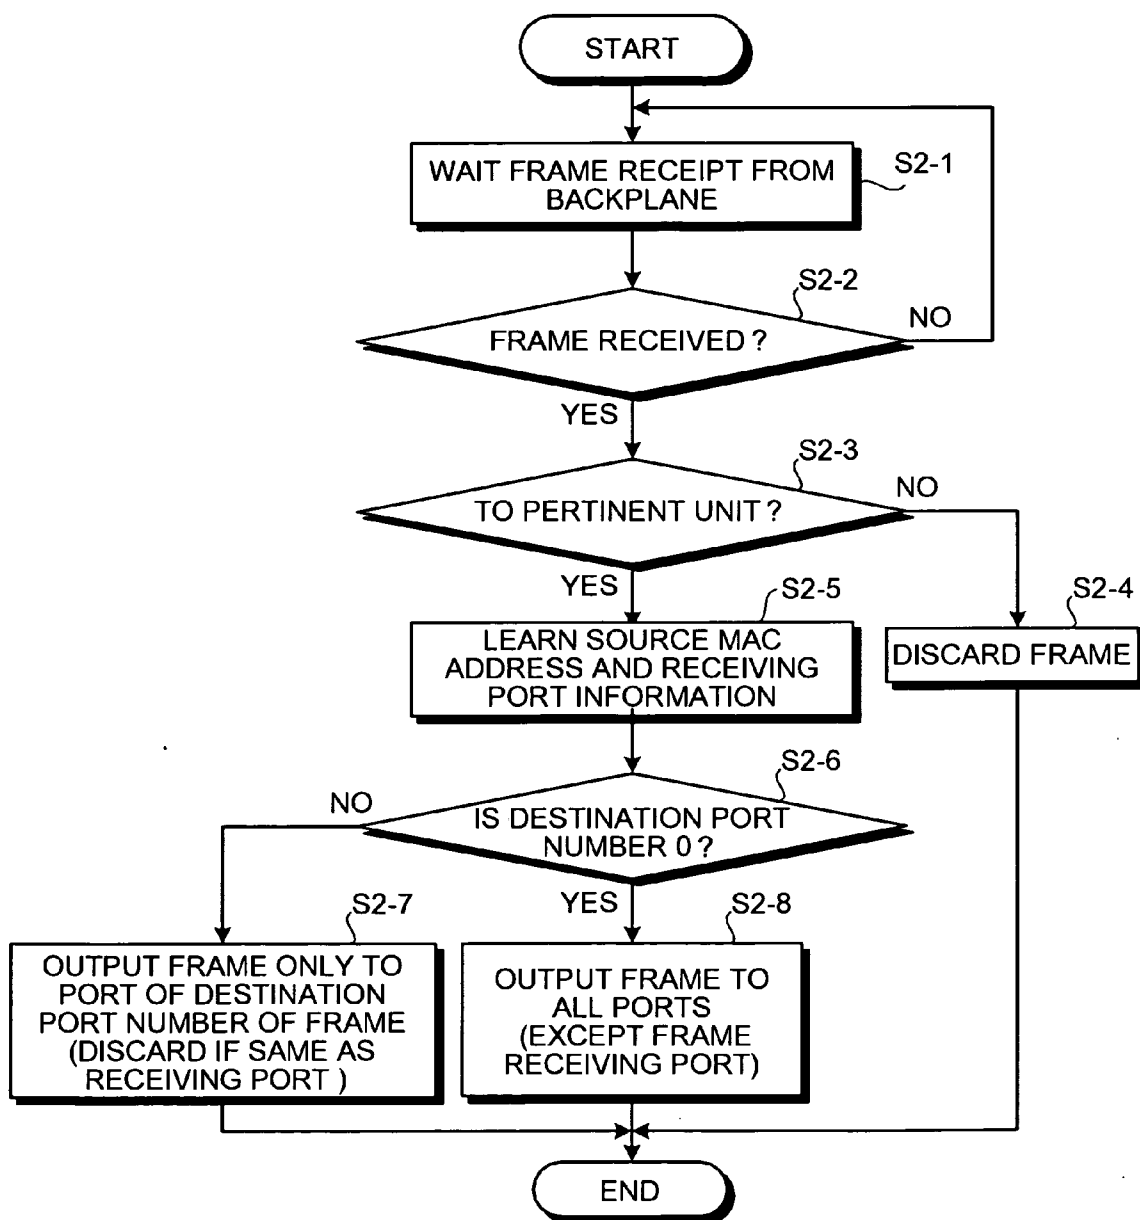 START
WAIT FRAME RECEIPT FROM
BACKPLANE
S2-1
S2-2
FRAME RECEIVED ?
NO
YES
S2-3
TO PERTINENT UNIT ?
NO
YES
S2-5
LEARN SOURCE MAC
ADDRESS AND RECEIVING
PORT INFORMATION
S2-4
DISCARD FRAME
S2-6
IS DESTINATION PORT
NUMBER 0 ?
NO
YES
S2-7
OUTPUT FRAME ONLY TO
PORT OF DESTINATION
PORT NUMBER OF FRAME
(DISCARD IF SAME AS
RECEIVING PORT )
S2-8
OUTPUT FRAME TO
ALL PORTS
(EXCEPT FRAME
RECEIVING PORT)
END